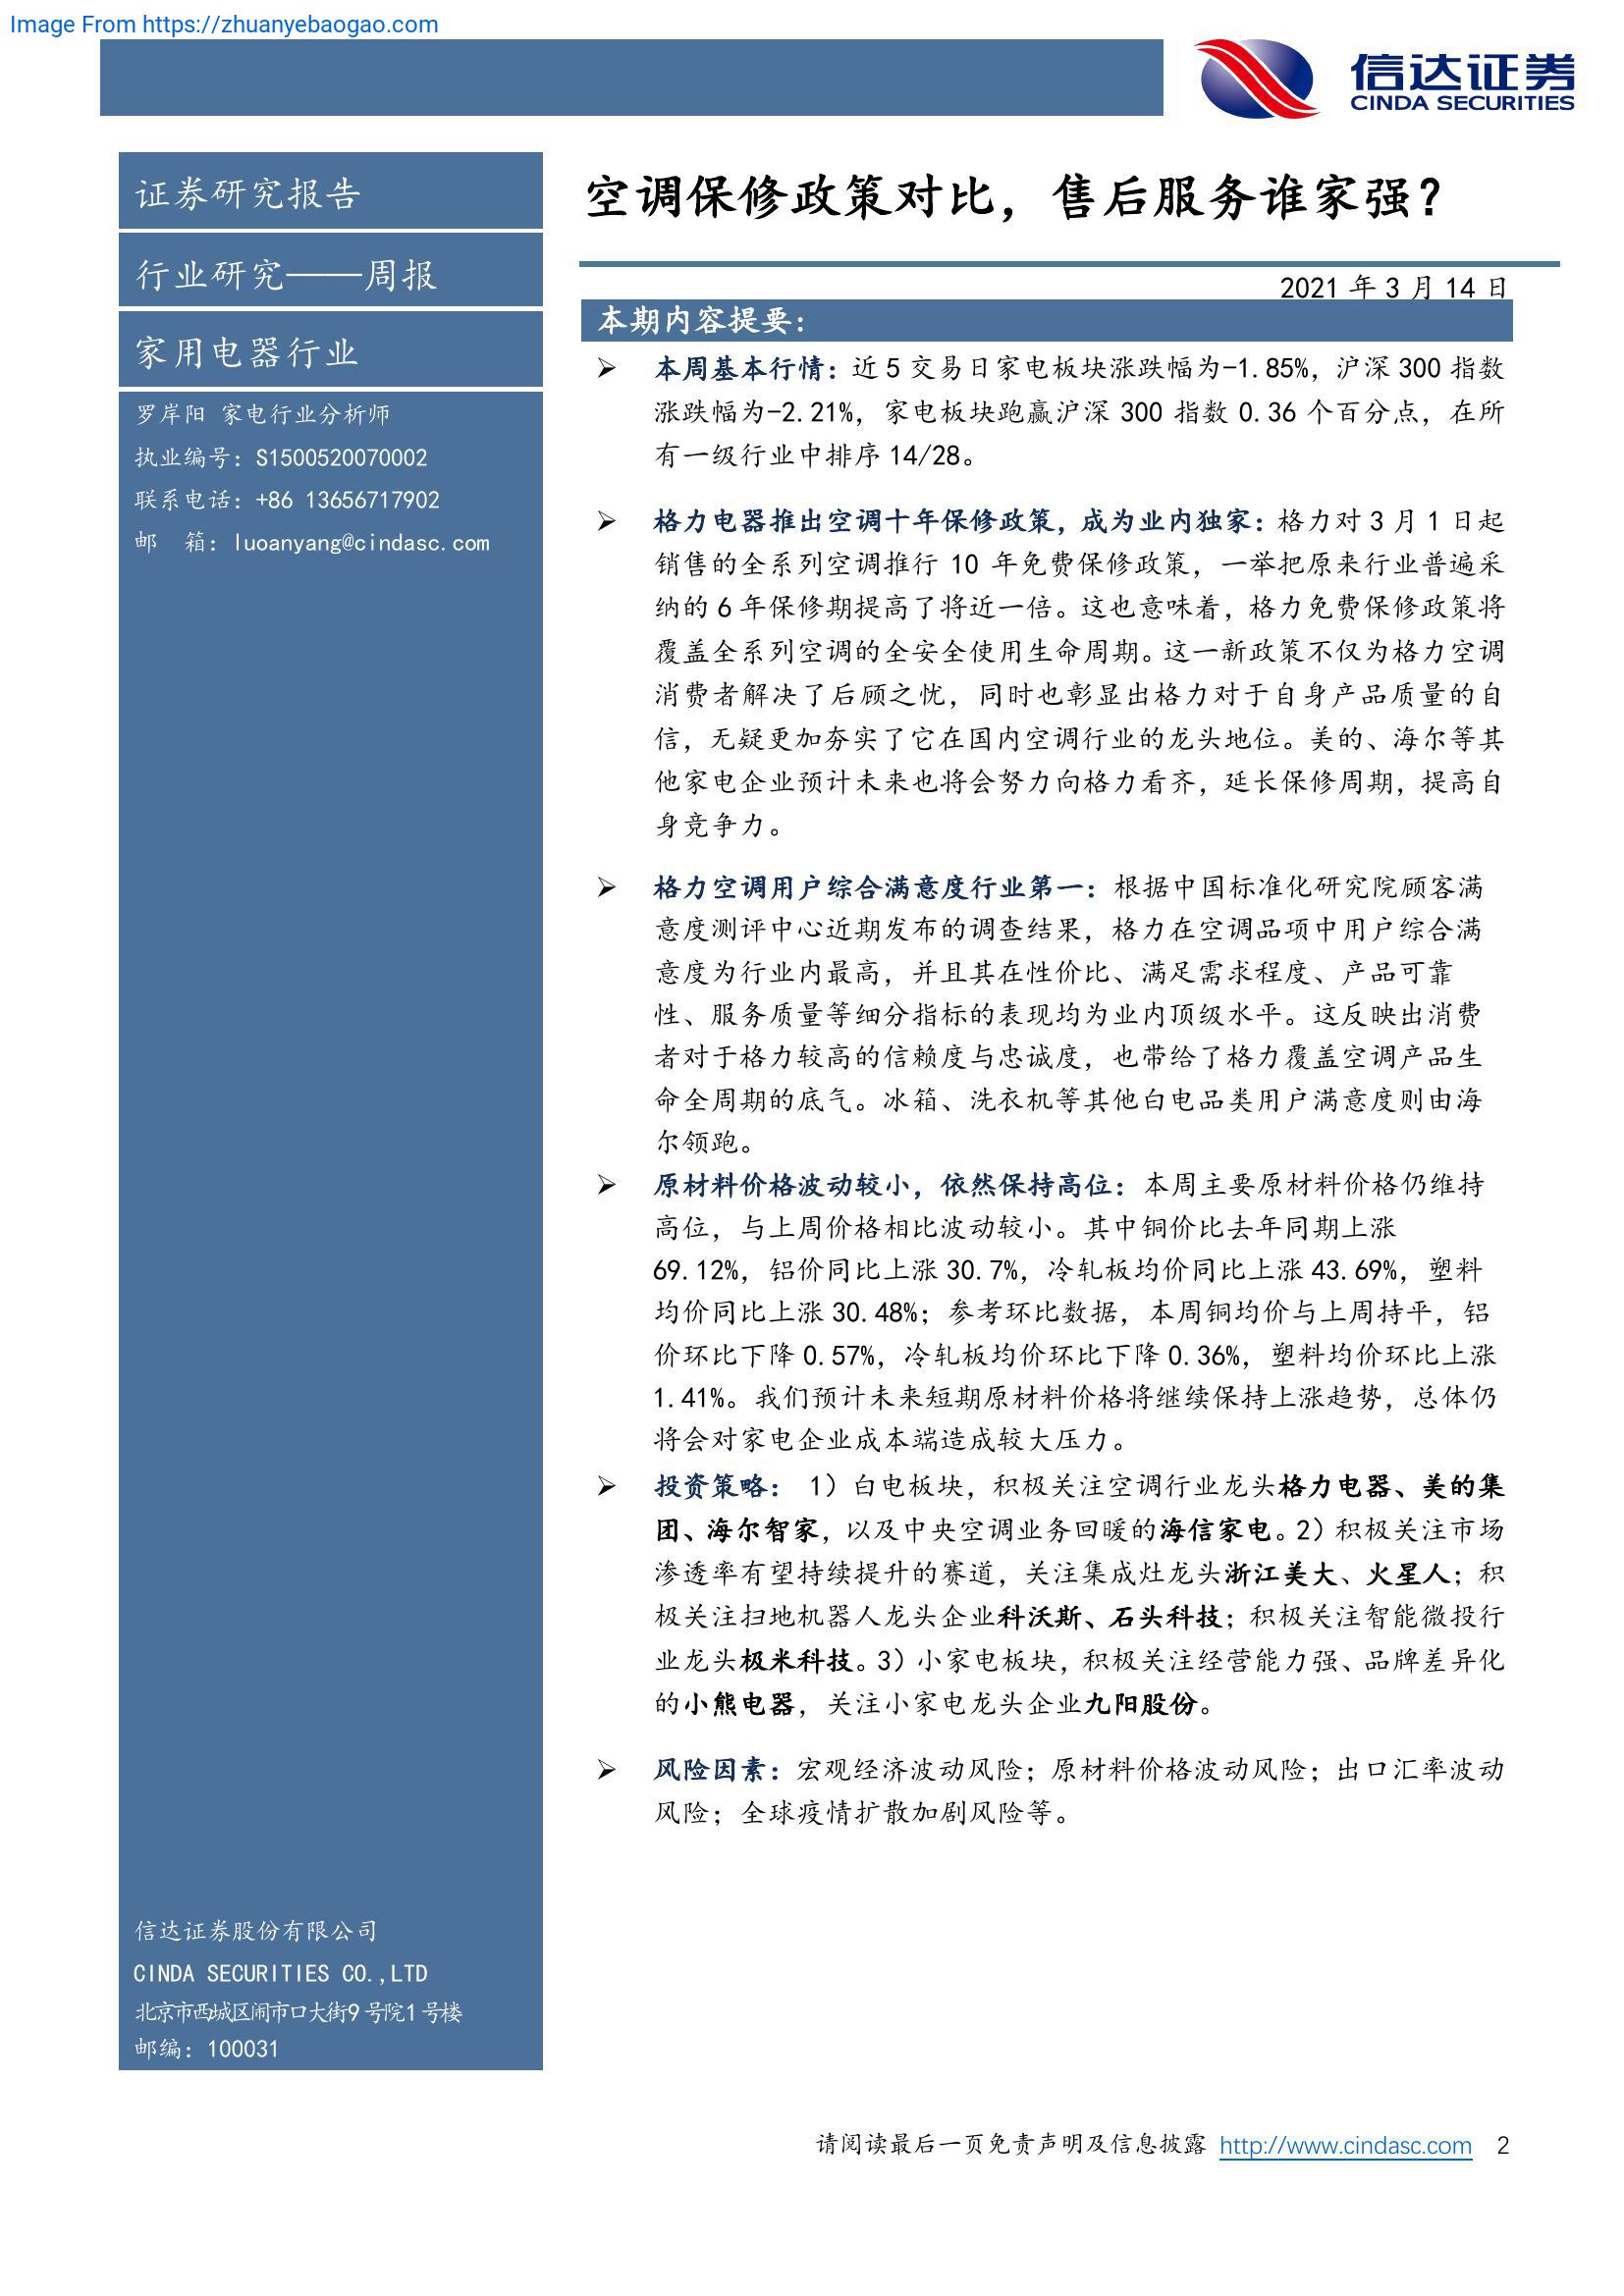 Image From https://zhuanyebaogao.com
信达证券
CINDA SECURITIES
证券研究报告
行业研究——周报
家用电器行业
罗岸阳 家电行业分析师
执业编号：S1500520070002
联系电话：+86 13656717902
邮 箱：luoanyang@cindasc.com
信达证券股份有限公司
CINDA SECURITIES CO.,LTD
北京市西城区闹市口大街9号院1号楼
邮编：100031
空调保修政策对比，售后服务谁家强？
2021 年 3 月 14 日
本期内容提要：
➢ 本周基本行情：近 5 交易日家电板块涨跌幅为-1.85%，沪深 300 指数
涨跌幅为-2.21%，家电板块跑赢沪深 300 指数 0.36 个百分点，在所
有一级行业中排序 14/28。
➢ 格力电器推出空调十年保修政策，成为业内独家：格力对 3 月 1 日起
销售的全系列空调推行 10 年免费保修政策，一举把原来行业普遍采
纳的 6 年保修期提高了将近一倍。这也意味着，格力免费保修政策将
覆盖全系列空调的全安全使用生命周期。这一新政策不仅为格力空调
消费者解决了后顾之忧，同时也彰显出格力对于自身产品质量的自
信，无疑更加夯实了它在国内空调行业的龙头地位。美的、海尔等其
他家电企业预计未来也将会努力向格力看齐，延长保修周期，提高自
身竞争力。
➢ 格力空调用户综合满意度行业第一：根据中国标准化研究院顾客满
意度测评中心近期发布的调查结果，格力在空调品项中用户综合满
意度为行业内最高，并且其在性价比、满足需求程度、产品可靠
性、服务质量等细分指标的表现均为业内顶级水平。这反映出消费
者对于格力较高的信赖度与忠诚度，也带给了格力覆盖空调产品生
命全周期的底气。冰箱、洗衣机等其他白电品类用户满意度则由海
尔领跑。
➢ 原材料价格波动较小，依然保持高位：本周主要原材料价格仍维持
高位，与上周价格相比波动较小。其中铜价比去年同期上涨
69.12%，铝价同比上涨 30.7%，冷轧板均价同比上涨 43.69%，塑料
均价同比上涨 30.48%；参考环比数据，本周铜均价与上周持平，铝
价环比下降 0.57%，冷轧板均价环比下降 0.36%，塑料均价环比上涨
1.41%。我们预计未来短期原材料价格将继续保持上涨趋势，总体仍
将会对家电企业成本端造成较大压力。
➢ 投资策略： 1）白电板块，积极关注空调行业龙头格力电器、美的集
团、海尔智家，以及中央空调业务回暖的海信家电。2）积极关注市场
渗透率有望持续提升的赛道，关注集成灶龙头浙江美大、火星人；积
极关注扫地机器人龙头企业科沃斯、石头科技；积极关注智能微投行
业龙头极米科技。3）小家电板块，积极关注经营能力强、品牌差异化
的小熊电器，关注小家电龙头企业九阳股份。
➢ 风险因素：宏观经济波动风险；原材料价格波动风险；出口汇率波动
风险；全球疫情扩散加剧风险等。
请阅读最后一页免责声明及信息披露 http://www.cindasc.com 2